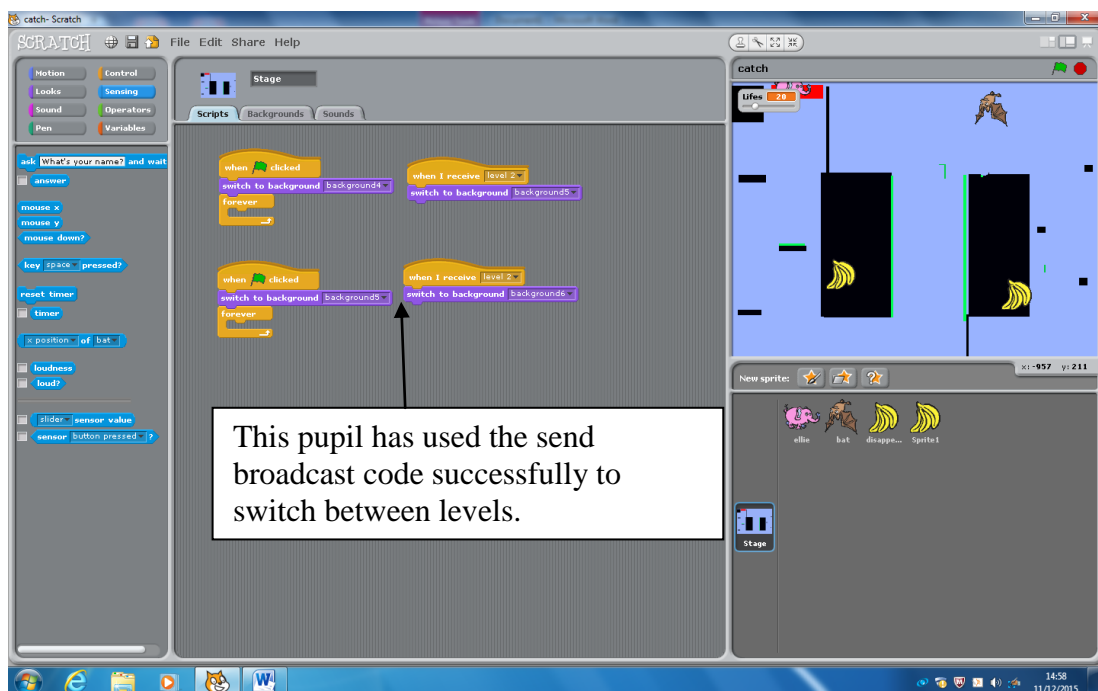 catch- Scratch
SCRATCH File Edit Share Help
Motion Control
Looks Sensing
Sound Operators
Pen Variables
ask What's your name? and wait
answer
mouse x
mouse y
mouse down?
key space pressed?
reset timer
timer
x position of bat
loudness
loud?
slider sensor value
sensor button pressed ?
Stage
Scripts Backgrounds Sounds
when clicked
switch to background background4
forever
when I receive level 2
switch to background background5
when clicked
switch to background background5
forever
when I receive level 2
switch to background background6
This pupil has used the send
broadcast code successfully to
switch between levels.
catch
Lifes 20
x: -957 y: 211
New sprite:
ellie bat disappe... Sprite1
Stage
14:58
11/12/2015